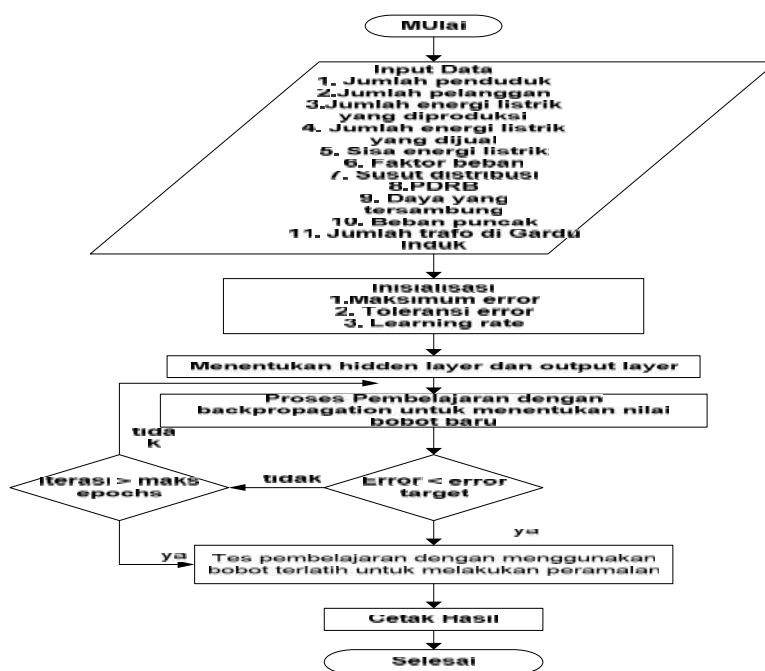 MUlai
Input Data
1. Jumlah penduduk
2.Jumlah pelanggan
3.Jumlah energi listrik
yang diproduksi
4. Jumlah energi listrik
yang dijual
5. Sisa energi listrik
6. Faktor beban
7. Susut distribusi
8.PDRB
9. Daya yang
tersambung
10. Beban puncak
11. Jumlah trafo di Gardu
Induk
Inisialisasi
1.Maksimum error
2. Toleransi error
3. Learning rate
Menentukan hidden layer dan output layer
Proses Pembelajaran dengan
backpropagation untuk menentukan nilai
bobot baru
tida
k
Iterasi > maks
epochs
tidak
Error < error
target
ya
ya
Tes pembelajaran dengan menggunakan
bobot terlatih untuk melakukan peramalan
Cetak Hasil
Selesai